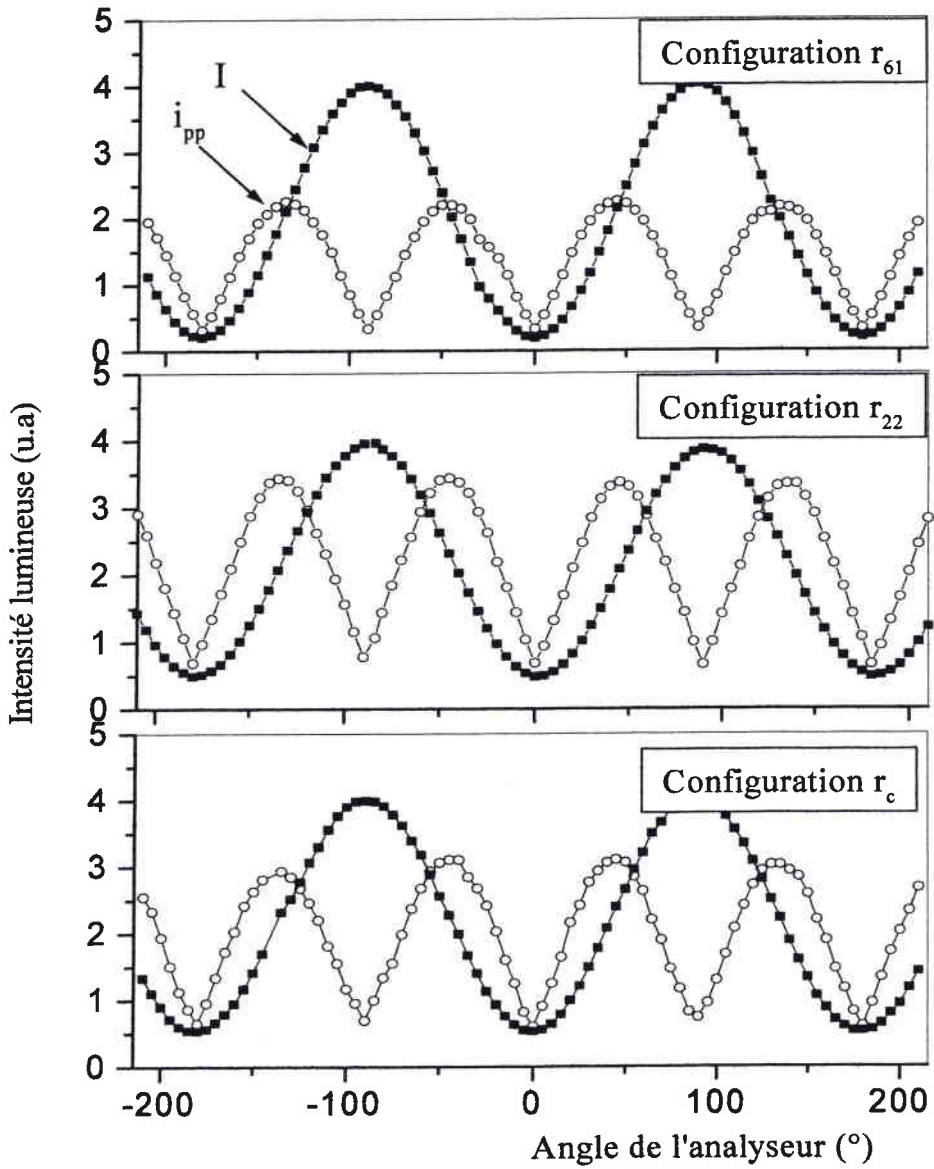 Configuration r61
I
ipp
5
4
3
2
1
0
Configuration r22
5
4
3
2
1
0
Intensité lumineuse (u.a)
Configuration rc
5
4
3
2
1
0
-200 -100 0 100 200
Angle de l'analyseur (°)